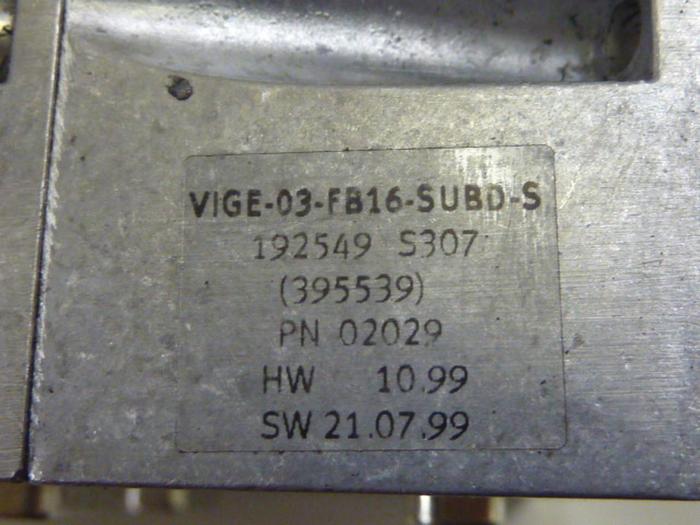 VIGE-03-FB16-SUBD-S
192549 S307
(395539)
PN 02029
HW 10.99
SW 21.07.99